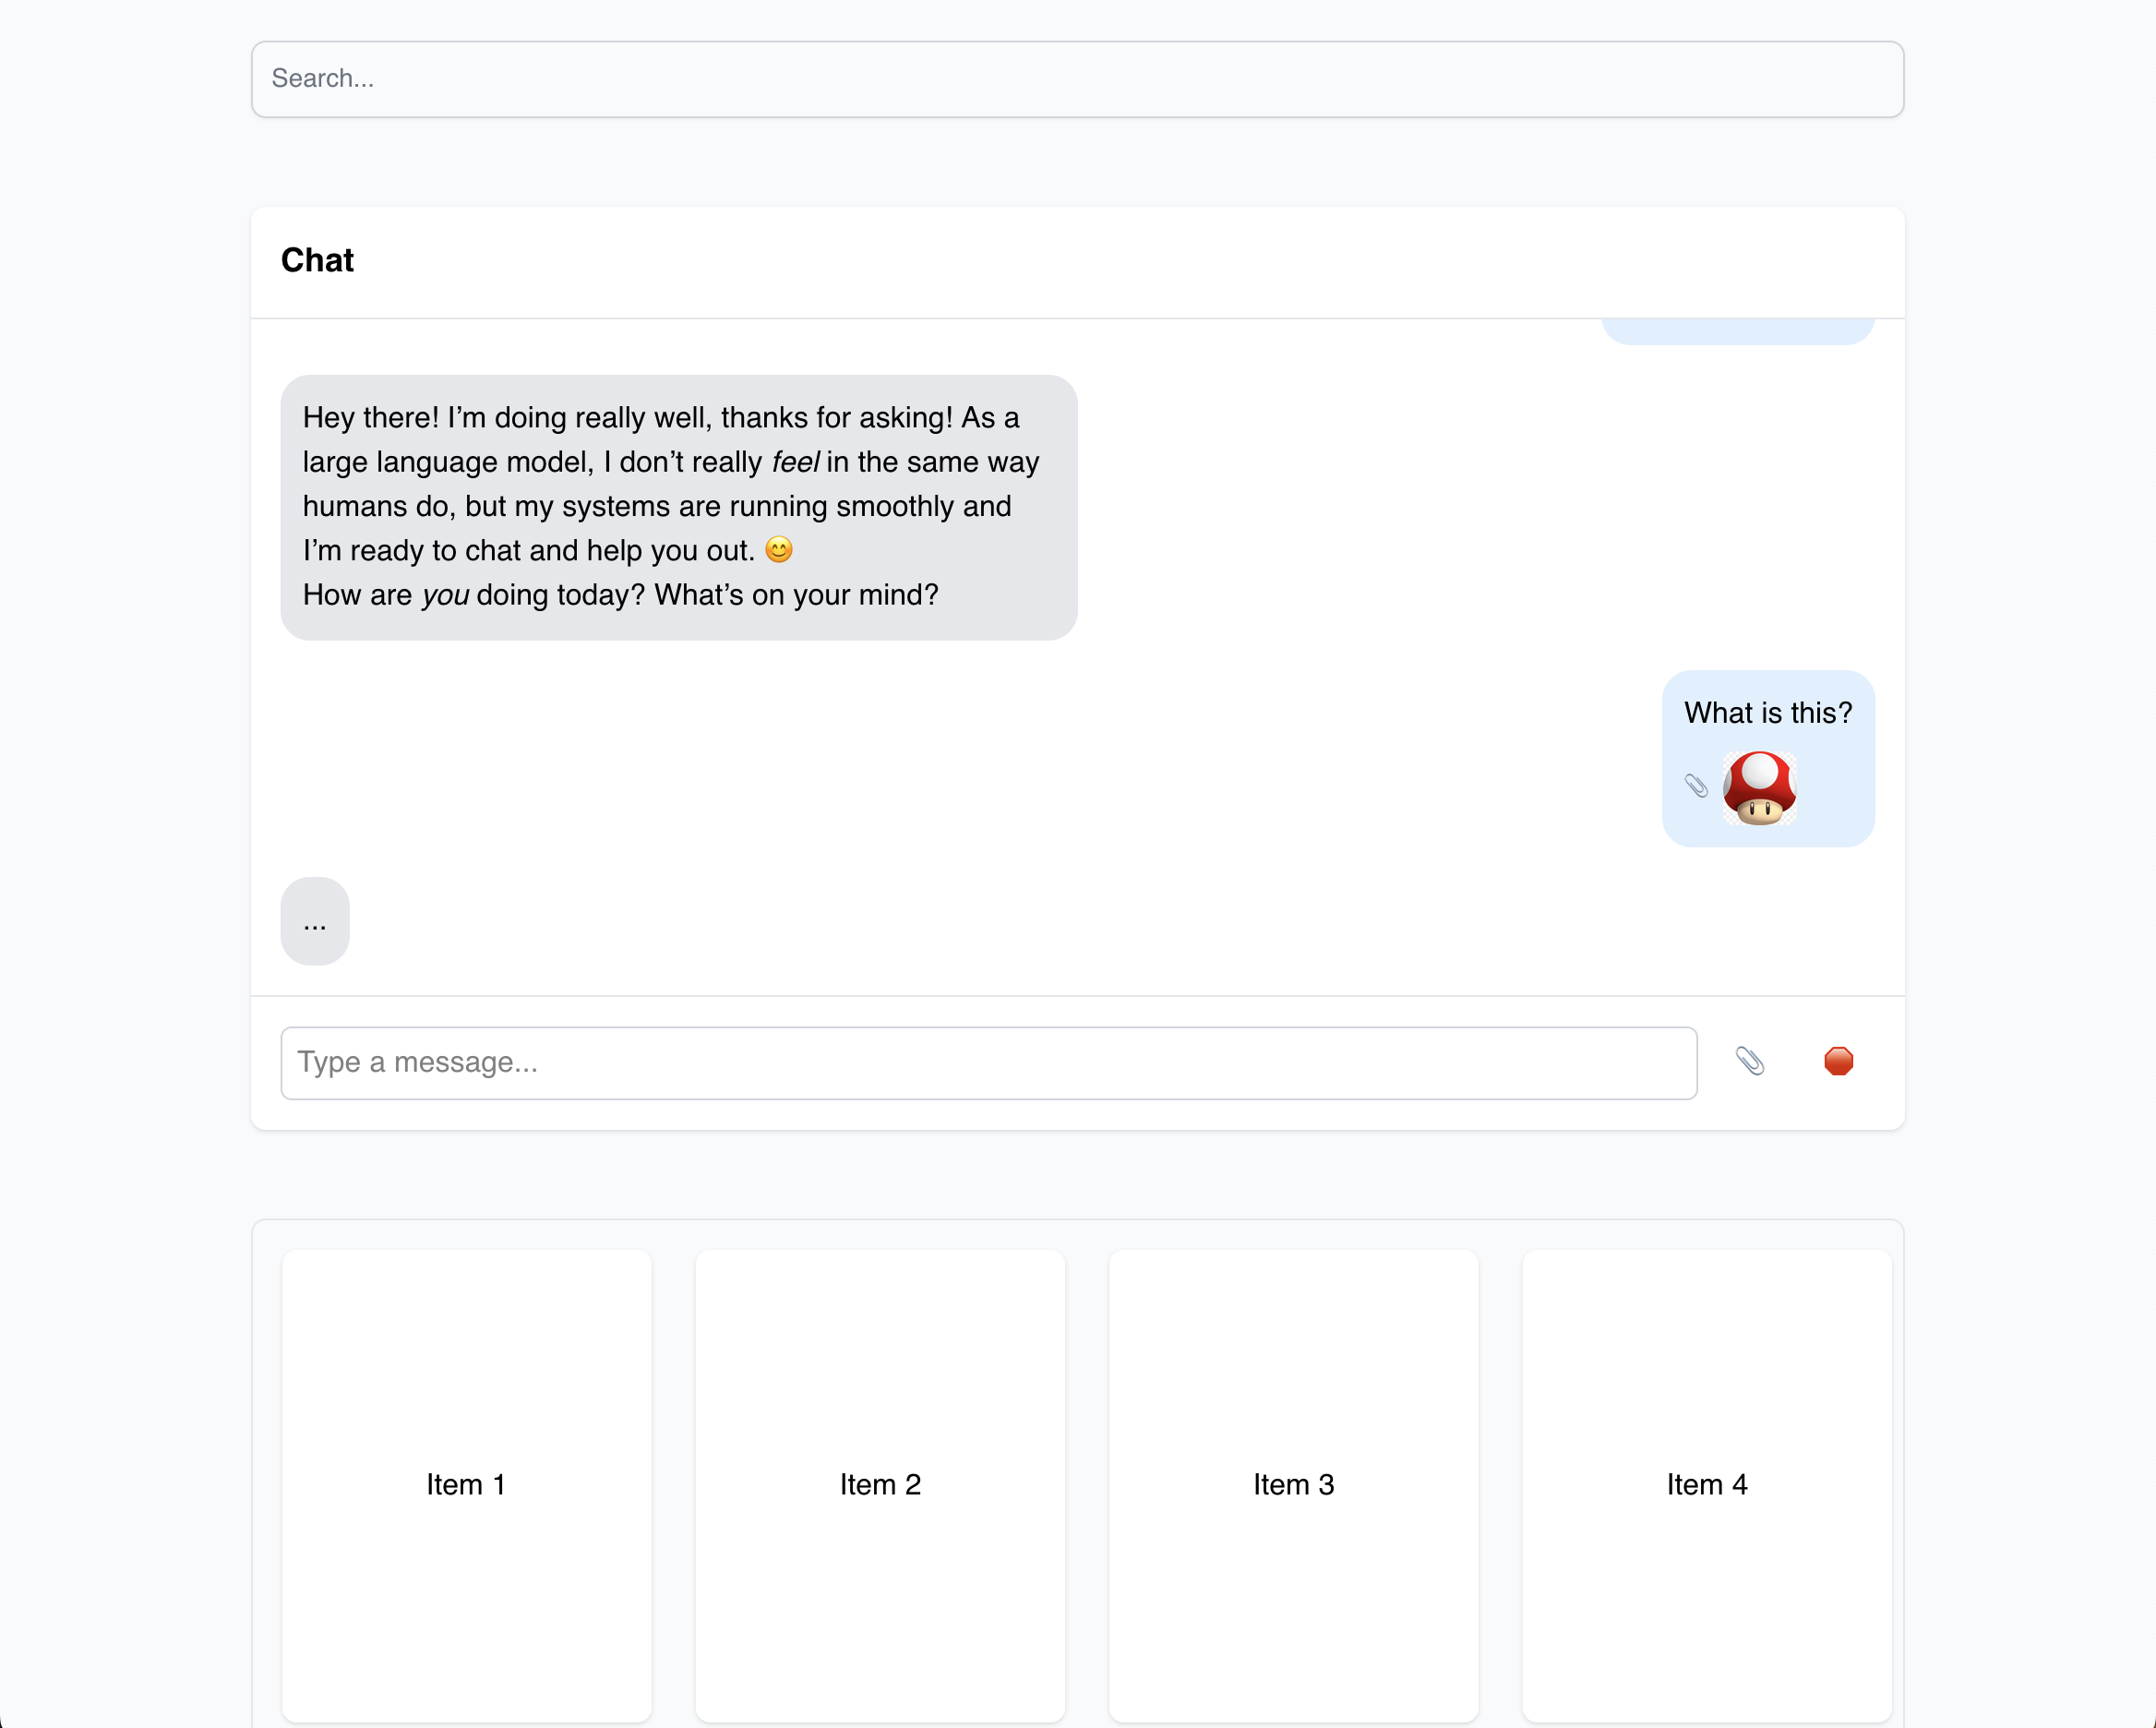 Search...
Chat
Hey there! I’m doing really well, thanks for asking! As a
large language model, I don’t really feel in the same way
humans do, but my systems are running smoothly and
I’m ready to chat and help you out. 😊
How are you doing today? What’s on your mind?
What is this?
...
Type a message...
Item 1
Item 2
Item 3
Item 4